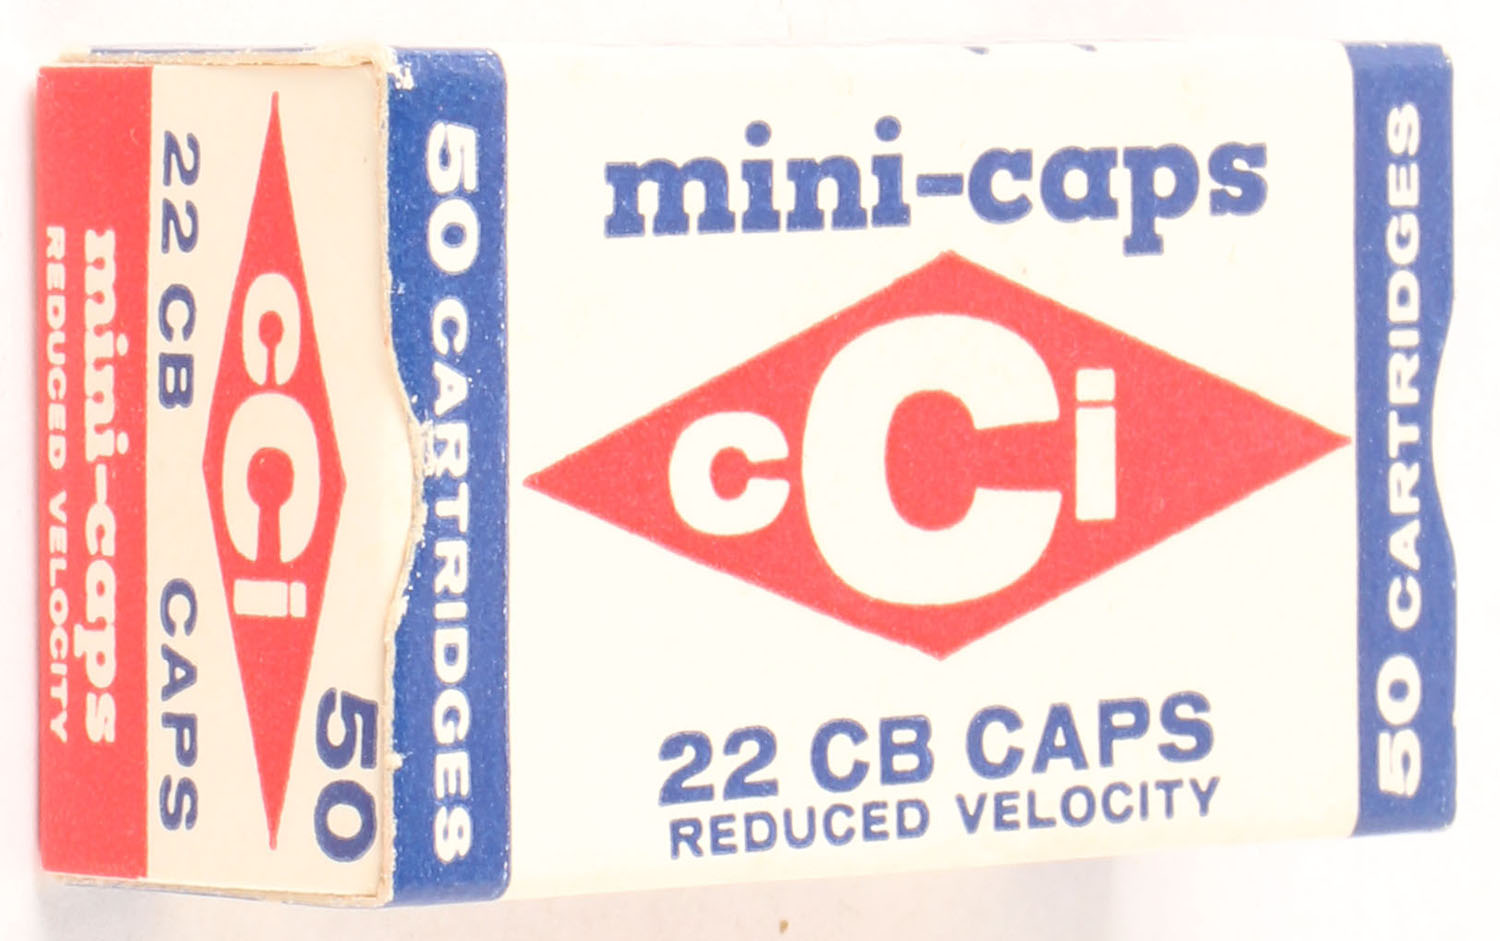 mini-caps
cCi
22 CB CAPS
REDUCED VELOCITY
50 CARTRIDGES
50 CARTRIDGES
50
cCi
22 CB CAPS
mini-caps
REDUCED VELOCITY